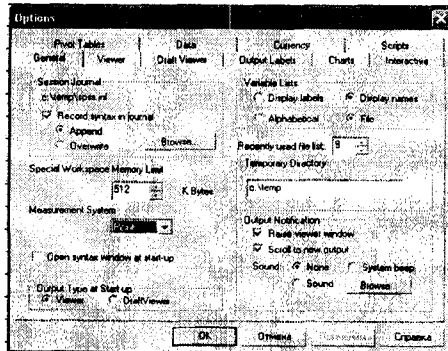 Options
Pivot Tables Data Currency Scripts
General Viewer Draft Viewer Output Labels Charts Interactive
Session Journal
c:\temp\spss.jnl
Record syntax in journal
Append
Overwrite
Browse...
Special Workspace Memory Limit
512 K Bytes
Measurement System
Open syntax window at start-up
Output Type at Start up
Viewer Draft Viewer
Variable Lists
Display labels Display names
Alphabetical File
Recently used file list: 9
Temporary Directory
c:\temp
Output Notification
Raise viewer window
Scroll to new output
Sound: None System beep
Sound Browse...
OK Отмена Справка